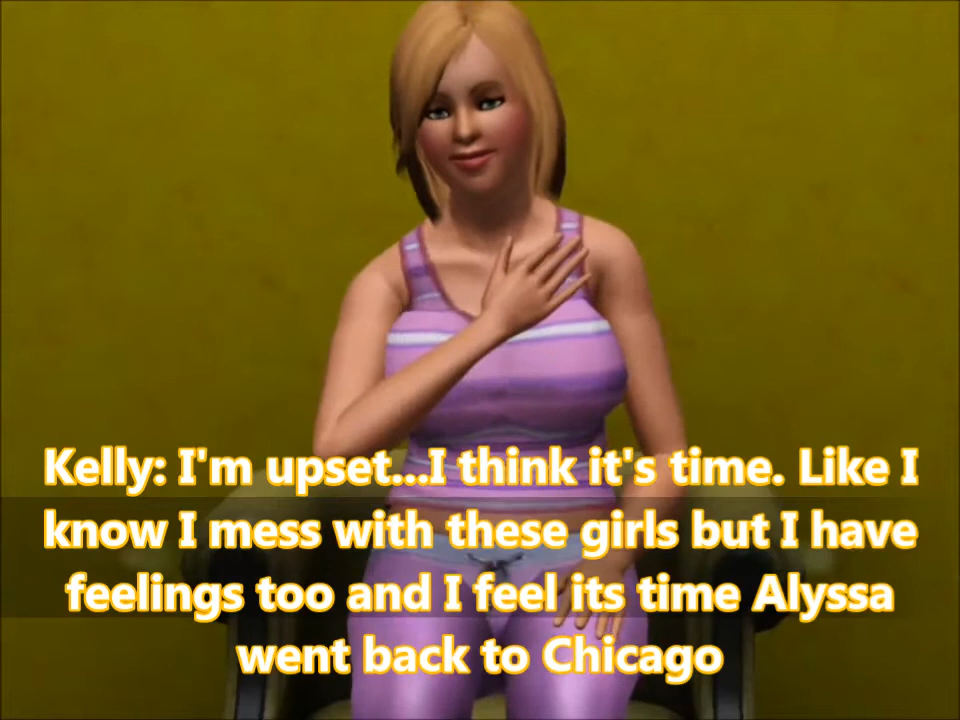 Kelly: I'm upset...I think it's time. Like I
know I mess with these girls but I have
feelings too and I feel its time Alyssa
went back to Chicago